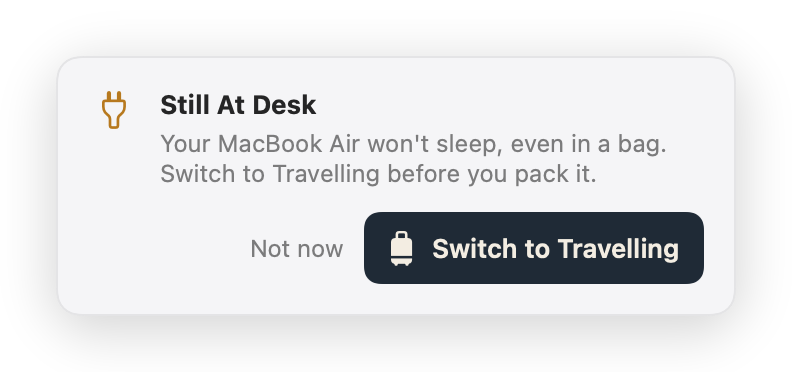 Still At Desk
Your MacBook Air won't sleep, even in a bag.
Switch to Travelling before you pack it.
Not now
Switch to Travelling